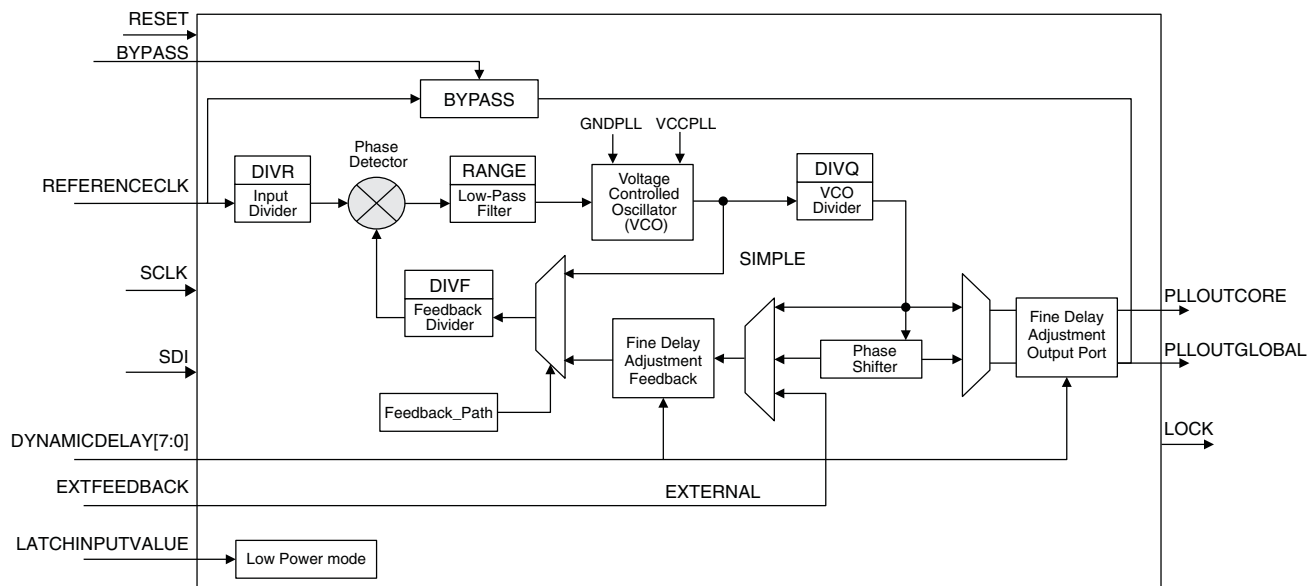 RESET
BYPASS
BYPASS
GNDPLL
VCCPLL
Phase
Detector
DIVR
Input
Divider
RANGE
Low-Pass
Filter
Voltage
Controlled
Oscillator
(VCO)
DIVQ
VCO
Divider
REFERENCECLK
SIMPLE
SCLK
DIVF
Feedback
Divider
Fine Delay
Adjustment
Feedback
Phase
Shifter
Fine Delay
Adjustment
Output Port
PLLOUTCORE
PLLOUTGLOBAL
SDI
Feedback_Path
DYNAMICDELAY[7:0]
LOCK
EXTFEEDBACK
EXTERNAL
LATCHINPUTVALUE
Low Power mode